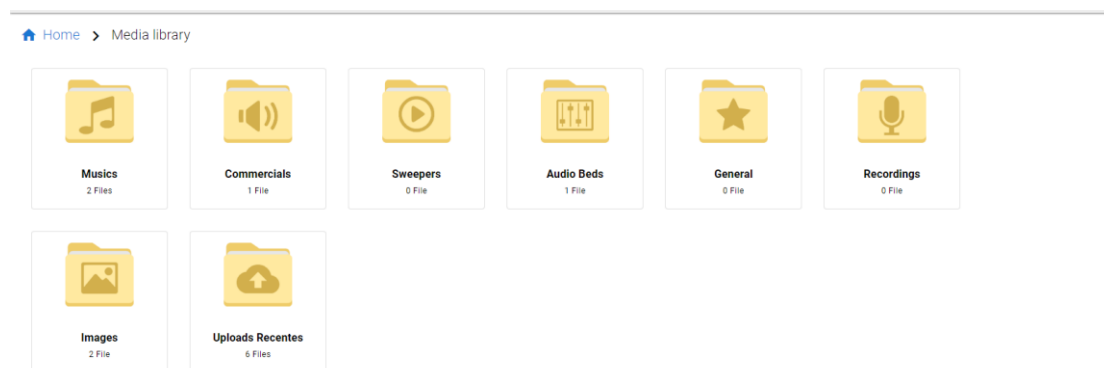 Home > Media library
Musics
2 Files
Commercials
1 File
Sweepers
0 File
Audio Beds
1 File
General
0 File
Recordings
0 File
Images
2 File
Uploads Recentes
6 Files